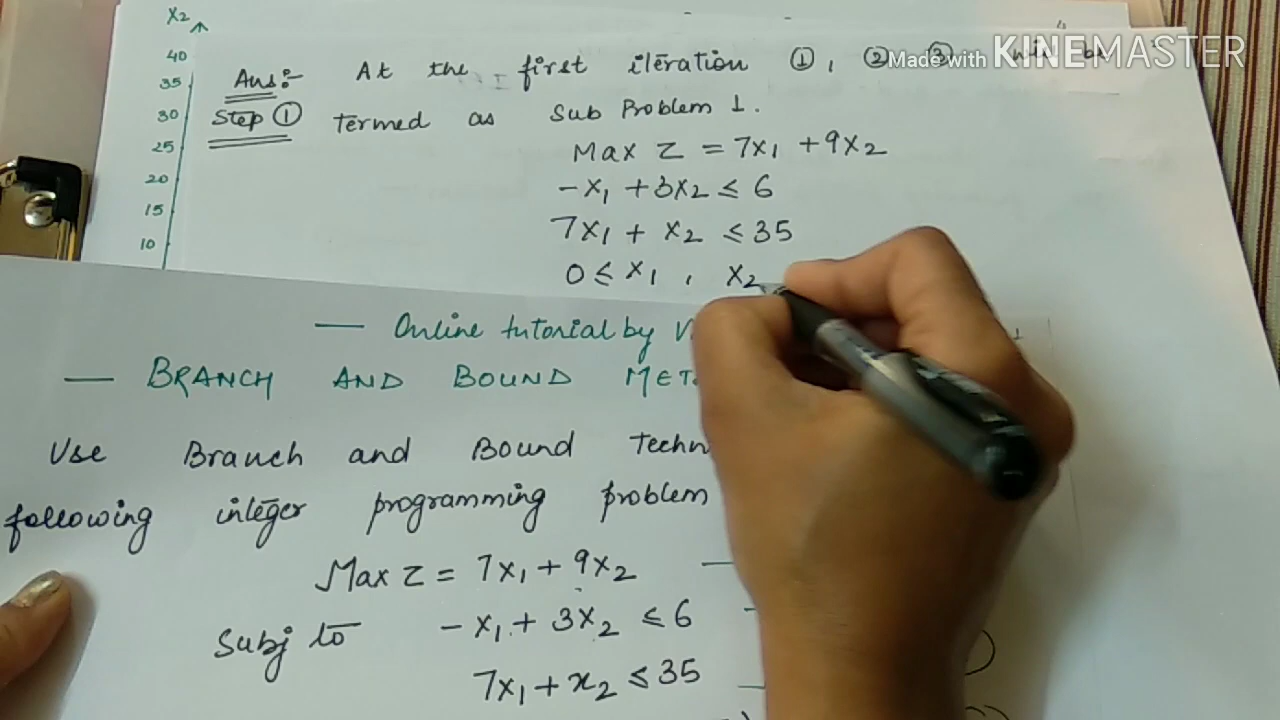 X2
40
35
30
25
20
15
10
Made with KINEMASTER
Ans:- At the first iteration ①, ② ③
Step ① termed as Sub Problem 1.
Max Z = 7x1 + 9x2
-x1 + 3x2 ≤ 6
7x1 + x2 ≤ 35
0 ≤ x1 , x2
— Online tutorial by
— BRANCH AND BOUND
Use Branch and Bound
following integer programming problem
Max Z = 7x1 + 9x2 —
Subj to -x1 + 3x2 ≤ 6
7x1 + x2 ≤ 35